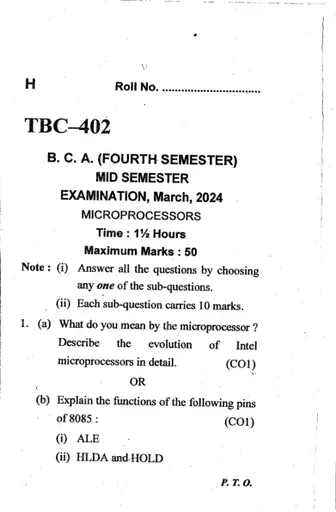 H Roll No. ..............................
TBC–402
B. C. A. (FOURTH SEMESTER)
MID SEMESTER
EXAMINATION, March, 2024
MICROPROCESSORS
Time : 1½ Hours
Maximum Marks : 50
Note : (i) Answer all the questions by choosing
any one of the sub-questions.
(ii) Each sub-question carries 10 marks.
1. (a) What do you mean by the microprocessor ?
Describe the evolution of Intel
microprocessors in detail. (CO1)
OR
(b) Explain the functions of the following pins
of 8085 : (CO1)
(i) ALE
(ii) HLDA and HOLD
P. T. O.